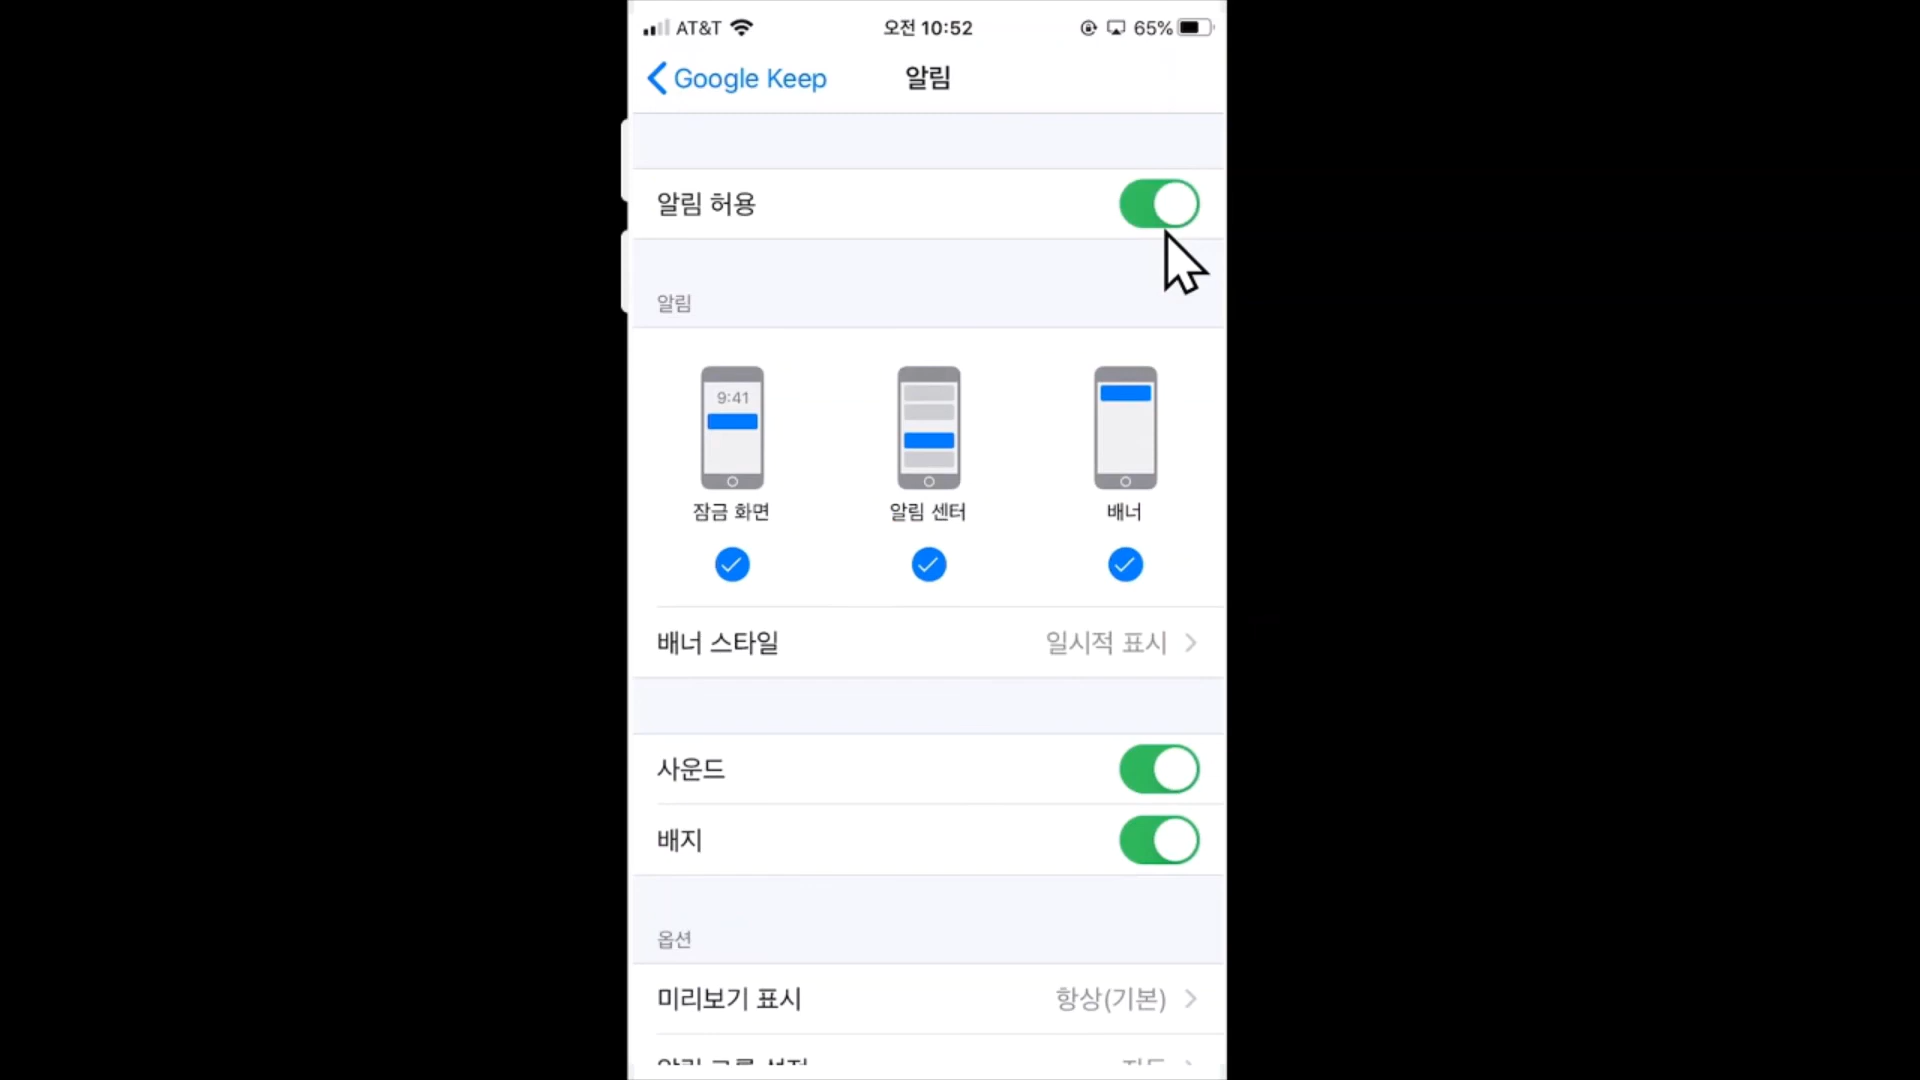 AT&T 오전 10:52 65%
Google Keep 알림
알림 허용
알림
9:41
잠금 화면 알림 센터 배너
배너 스타일 일시적 표시
사운드
배지
옵션
미리보기 표시 항상(기본)